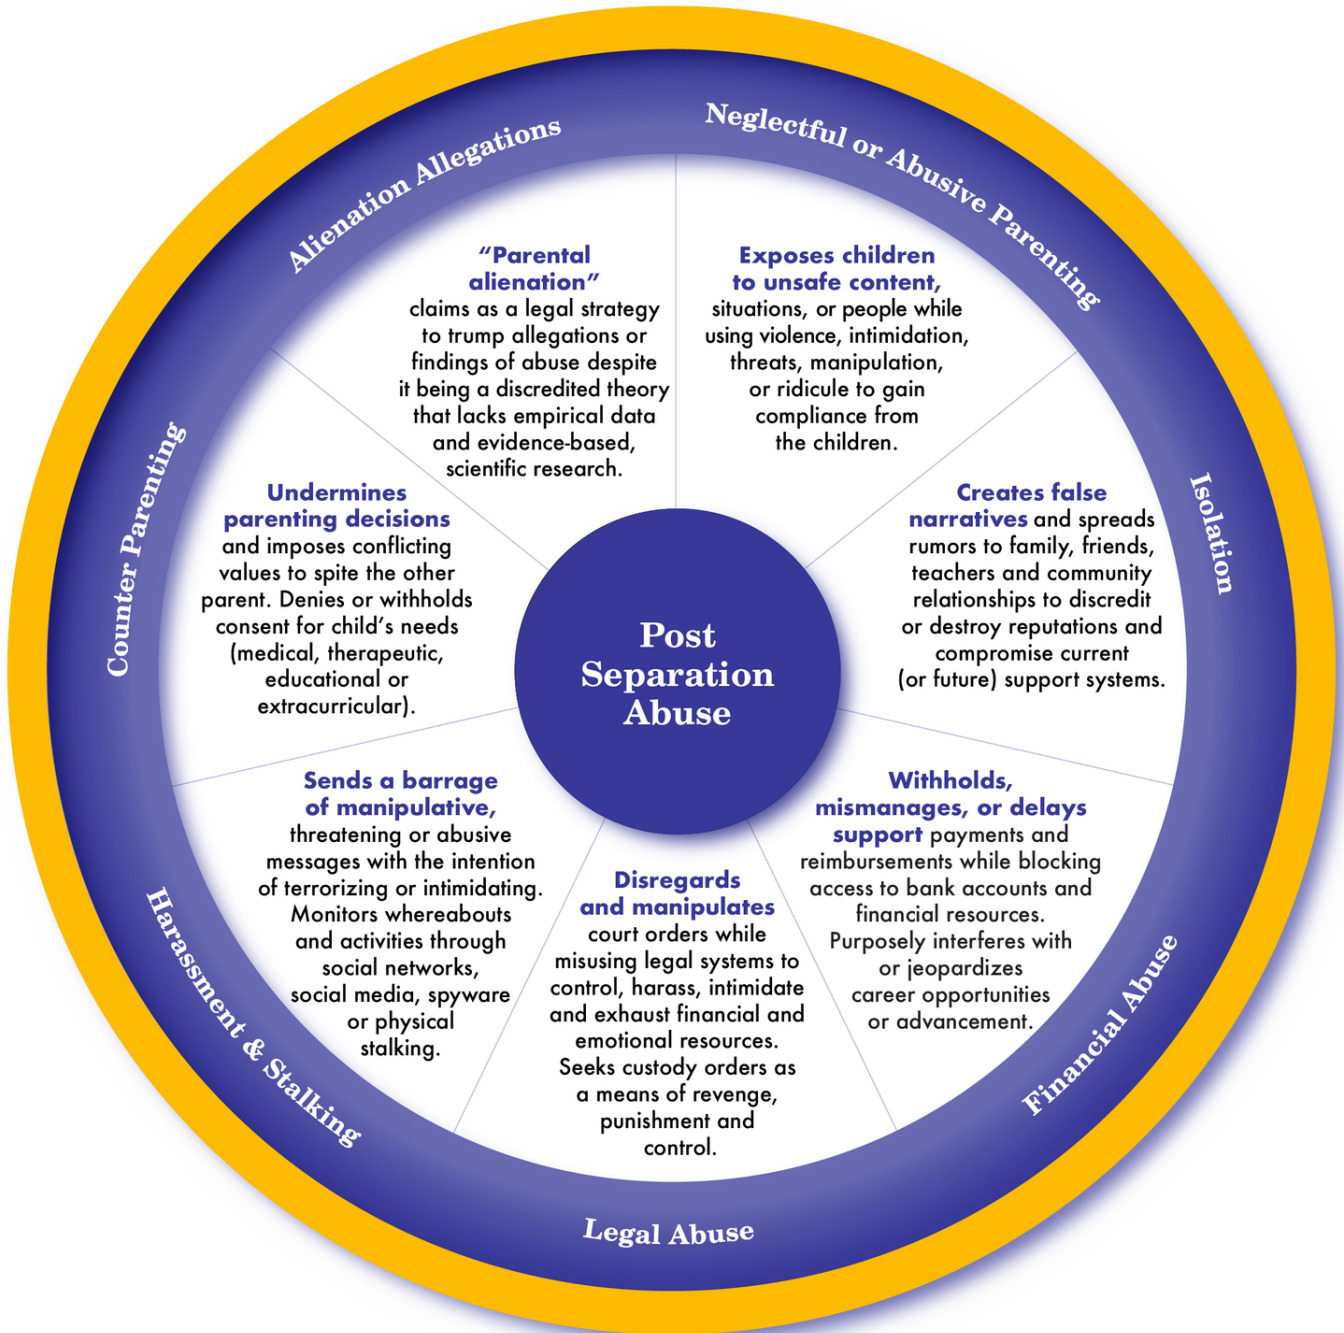 Post
Separation
Abuse
Neglectful or Abusive Parenting
Exposes children
to unsafe content,
situations, or people while
using violence, intimidation,
threats, manipulation,
or ridicule to gain
compliance from
the children.
Isolation
Creates false
narratives and spreads
rumors to family, friends,
teachers and community
relationships to discredit
or destroy reputations and
compromise current
(or future) support systems.
Financial Abuse
Withholds,
mismanages, or delays
support payments and
reimbursements while blocking
access to bank accounts and
financial resources.
Purposely interferes with
or jeopardizes
career opportunities
or advancement.
Legal Abuse
Disregards
and manipulates
court orders while
misusing legal systems to
control, harass, intimidate
and exhaust financial and
emotional resources.
Seeks custody orders as
a means of revenge,
punishment and
control.
Harassment & Stalking
Sends a barrage
of manipulative,
threatening or abusive
messages with the intention
of terrorizing or intimidating.
Monitors whereabouts
and activities through
social networks,
social media, spyware
or physical
stalking.
Counter Parenting
Undermines
parenting decisions
and imposes conflicting
values to spite the other
parent. Denies or withholds
consent for child’s needs
(medical, therapeutic,
educational or
extracurricular).
Alienation Allegations
“Parental
alienation”
claims as a legal strategy
to trump allegations or
findings of abuse despite
it being a discredited theory
that lacks empirical data
and evidence-based,
scientific research.